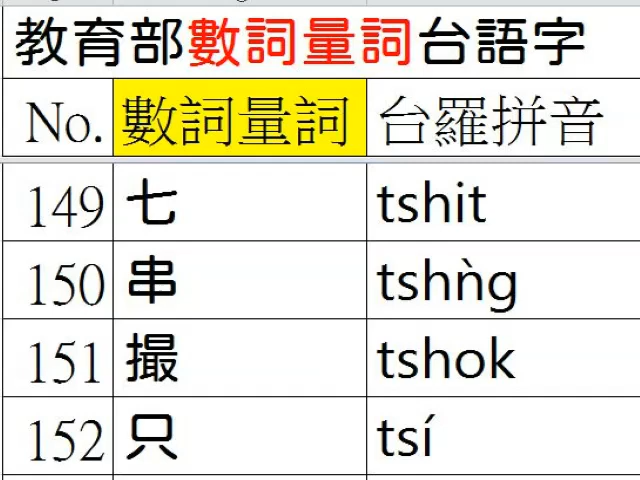 教育部數詞量詞台語字
No. 數詞量詞 台羅拼音
149 七 tshit
150 串 tshǹg
151 撮 tshok
152 只 tsí